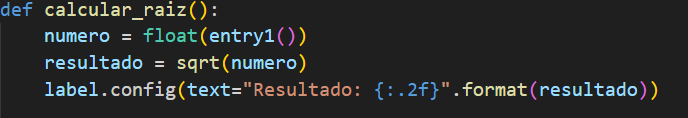 def calcular_raiz():
    numero = float(entry1())
    resultado = sqrt(numero)
    label.config(text="Resultado: {:.2f}".format(resultado))